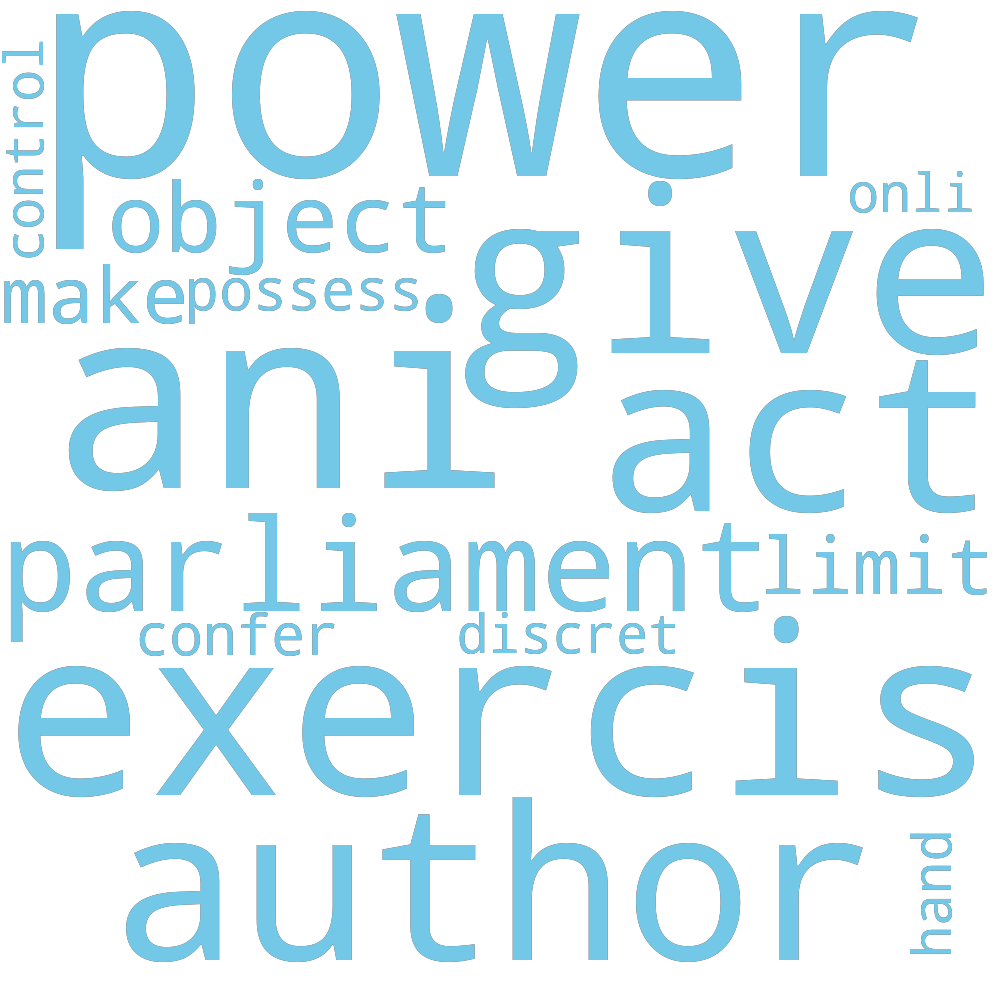 power
control
object
onli
give
make
possess
ani
act
parliament
limit
confer
discret
exercis
author
hand